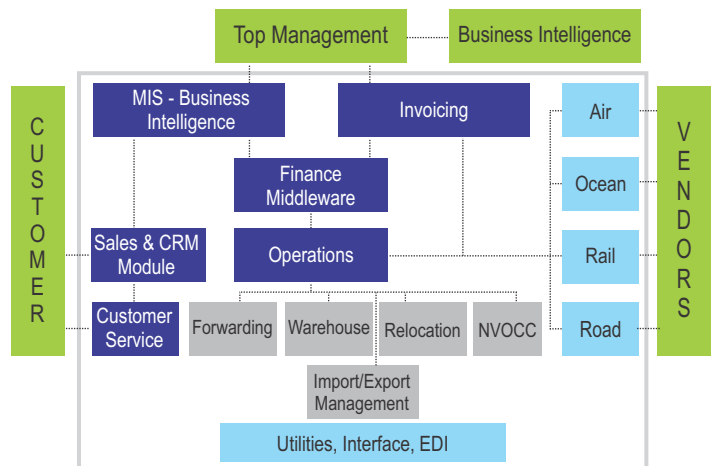 Top Management
Business Intelligence
CUSTOMER
MIS - Business
Intelligence
Invoicing
Air
VENDORS
Finance
Middleware
Ocean
Sales & CRM
Module
Operations
Rail
Customer
Service
Forwarding
Warehouse
Relocation
NVOCC
Road
Import/Export
Management
Utilities, Interface, EDI